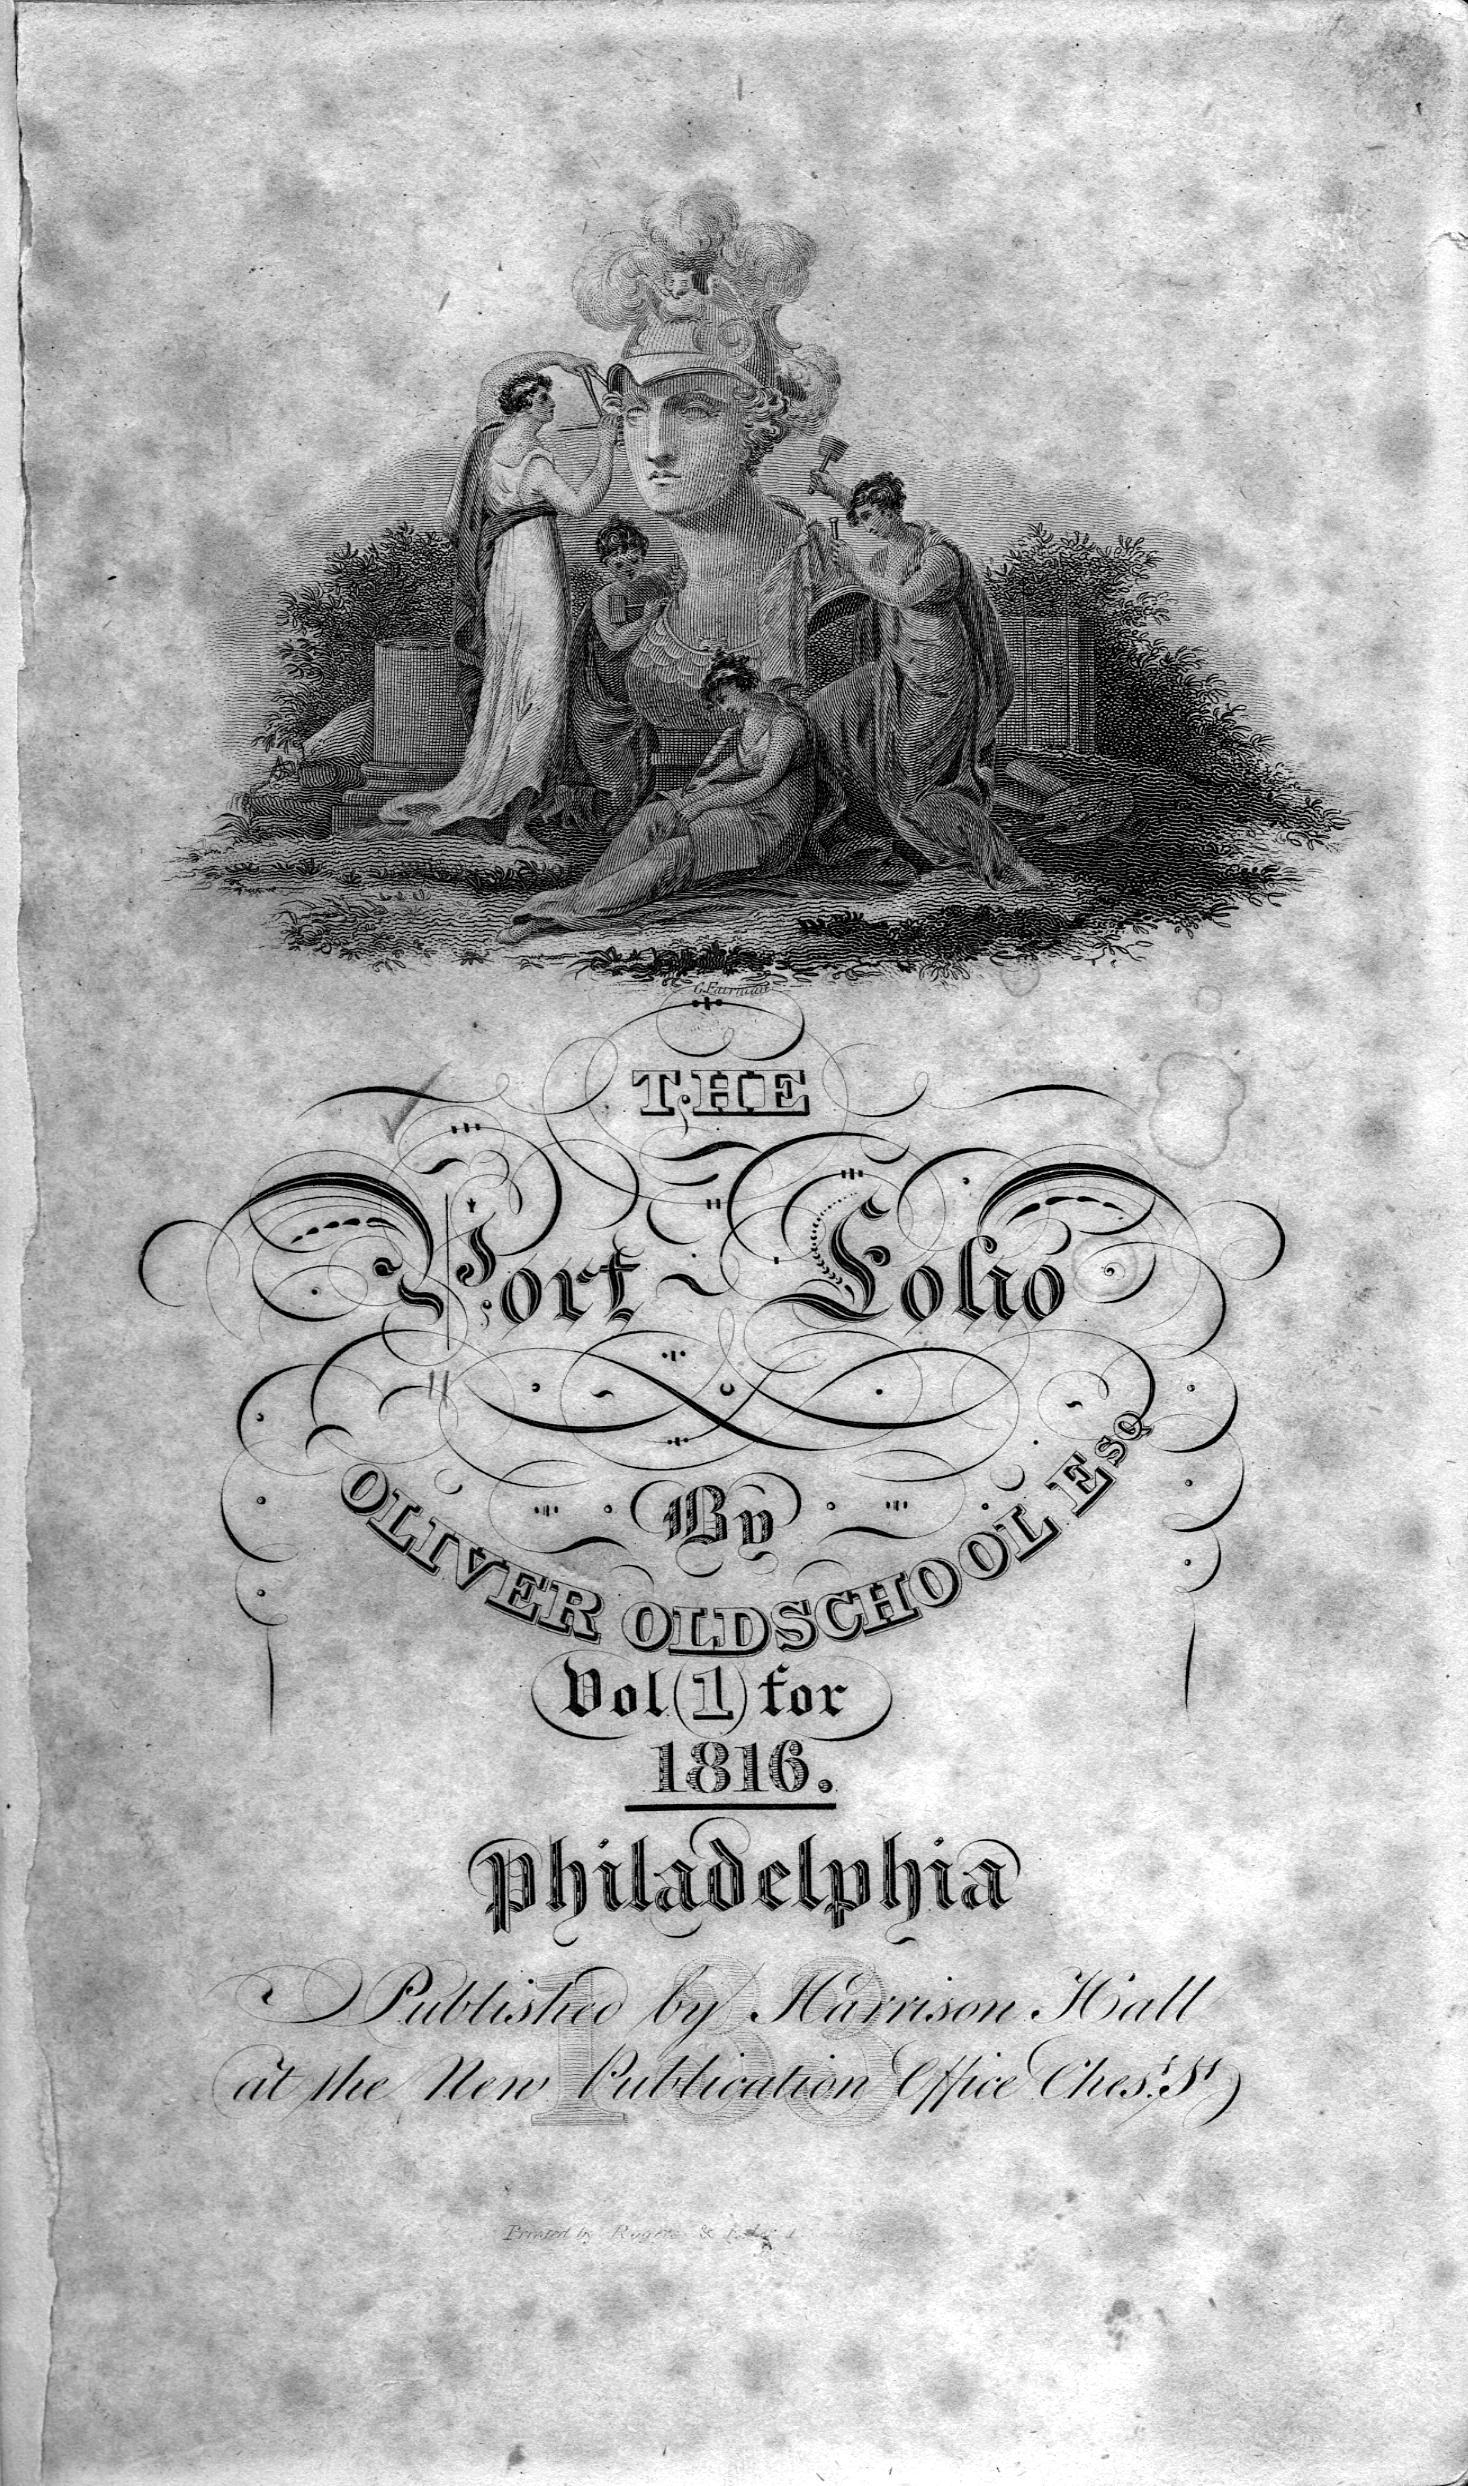 G. Fairman
THE
Port Folio
By
OLIVER OLDSCHOOL ESQ
Vol (1) for
1816.
Philadelphia
Published by Harrison Hall
at the New Publication Office Ches.t St
133
Printed by Rogers &